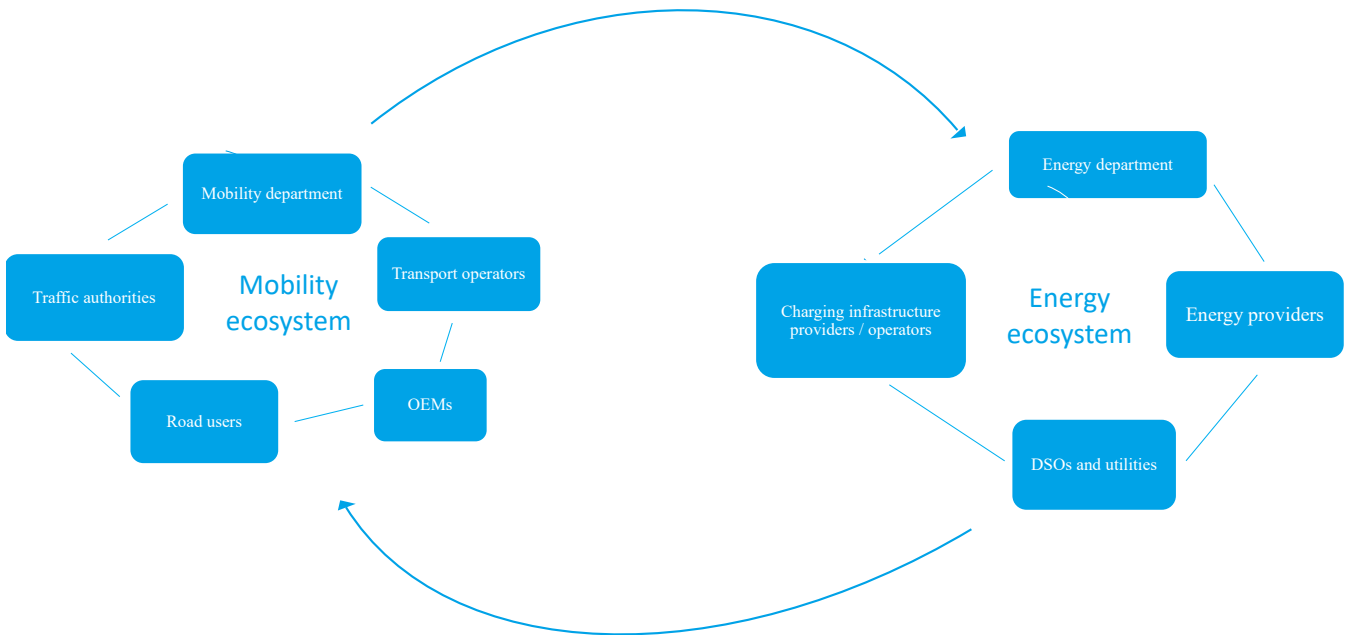 Mobility department
Transport operators
Traffic authorities
Mobility
ecosystem
OEMs
Road users
Energy department
Charging infrastructure
providers / operators
Energy
ecosystem
Energy providers
DSOs and utilities